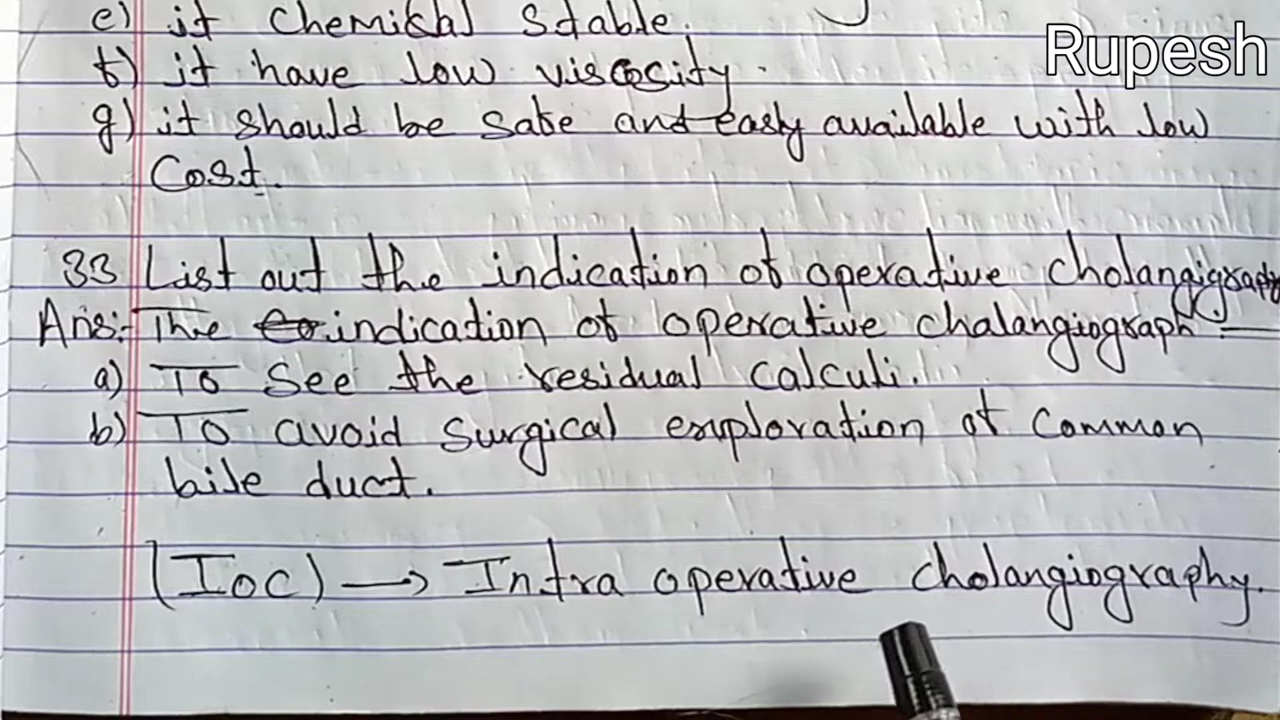 e) it chemical stable.
Rupesh
f) it have low viscosity.
g) it should be safe and easly available with low
Cost.
33 List out the indication of operative cholangiography
Ans:- The indication of operative chalangiograph :-
a) To See the residual calculi.
b) To avoid surgical exploration of Common
bile duct.
(IOC) → Intra operative cholangiography.